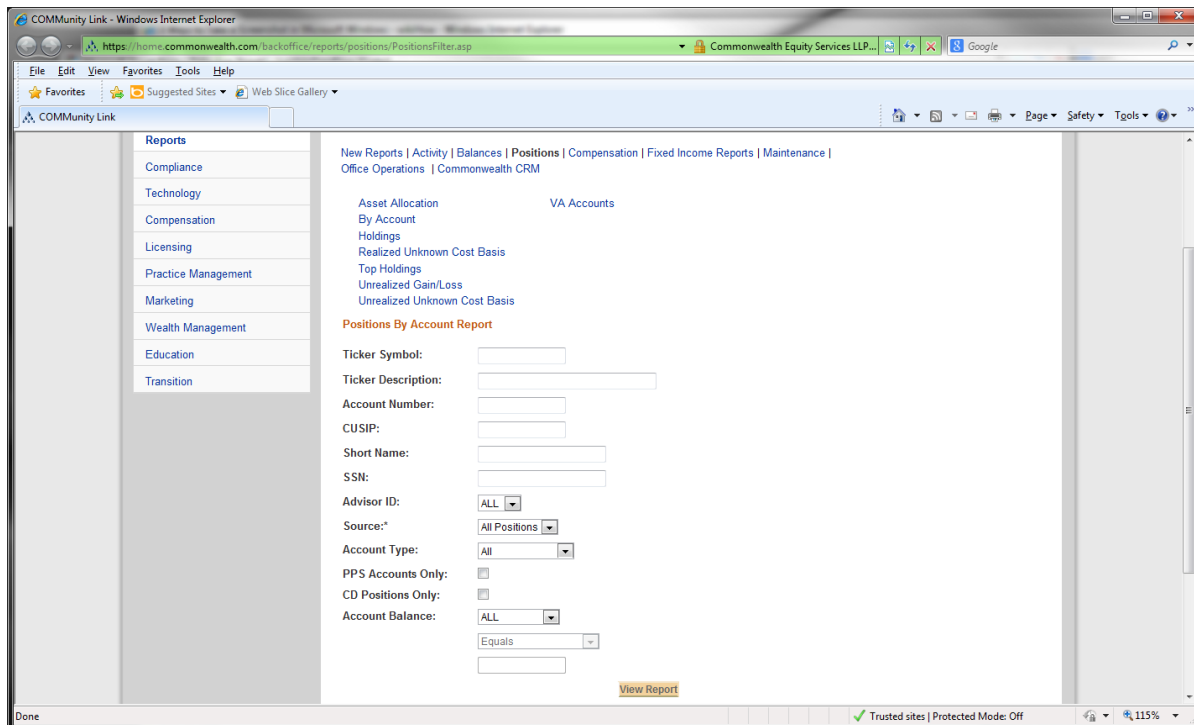 COMMunity Link - Windows Internet Explorer
https://home.commonwealth.com/backoffice/reports/positions/PositionsFilter.asp
Commonwealth Equity Services LLP...
Google
File Edit View Favorites Tools Help
Favorites Suggested Sites Web Slice Gallery
COMMunity Link
Page Safety Tools
Reports
Compliance
Technology
Compensation
Licensing
Practice Management
Marketing
Wealth Management
Education
Transition
New Reports | Activity | Balances | Positions | Compensation | Fixed Income Reports | Maintenance |
Office Operations | Commonwealth CRM
Asset Allocation VA Accounts
By Account
Holdings
Realized Unknown Cost Basis
Top Holdings
Unrealized Gain/Loss
Unrealized Unknown Cost Basis
Positions By Account Report
Ticker Symbol:
Ticker Description:
Account Number:
CUSIP:
Short Name:
SSN:
Advisor ID: ALL
Source:* All Positions
Account Type: All
PPS Accounts Only:
CD Positions Only:
Account Balance: ALL
Equals
View Report
Done Trusted sites | Protected Mode: Off 115%